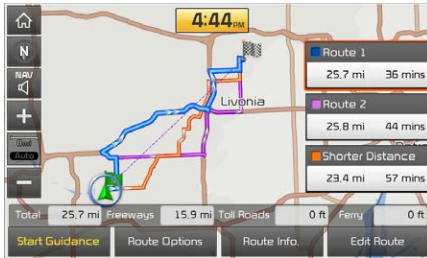 4:44 PM
N
NAV
Auto
Livonia
Route 1
25.7 mi 36 mins
Route 2
25.8 mi 44 mins
Shorter Distance
23.4 mi 57 mins
Total 25.7 mi Freeways 15.9 mi Toll Roads 0 ft Ferry 0 ft
Start Guidance Route Options Route Info. Edit Route